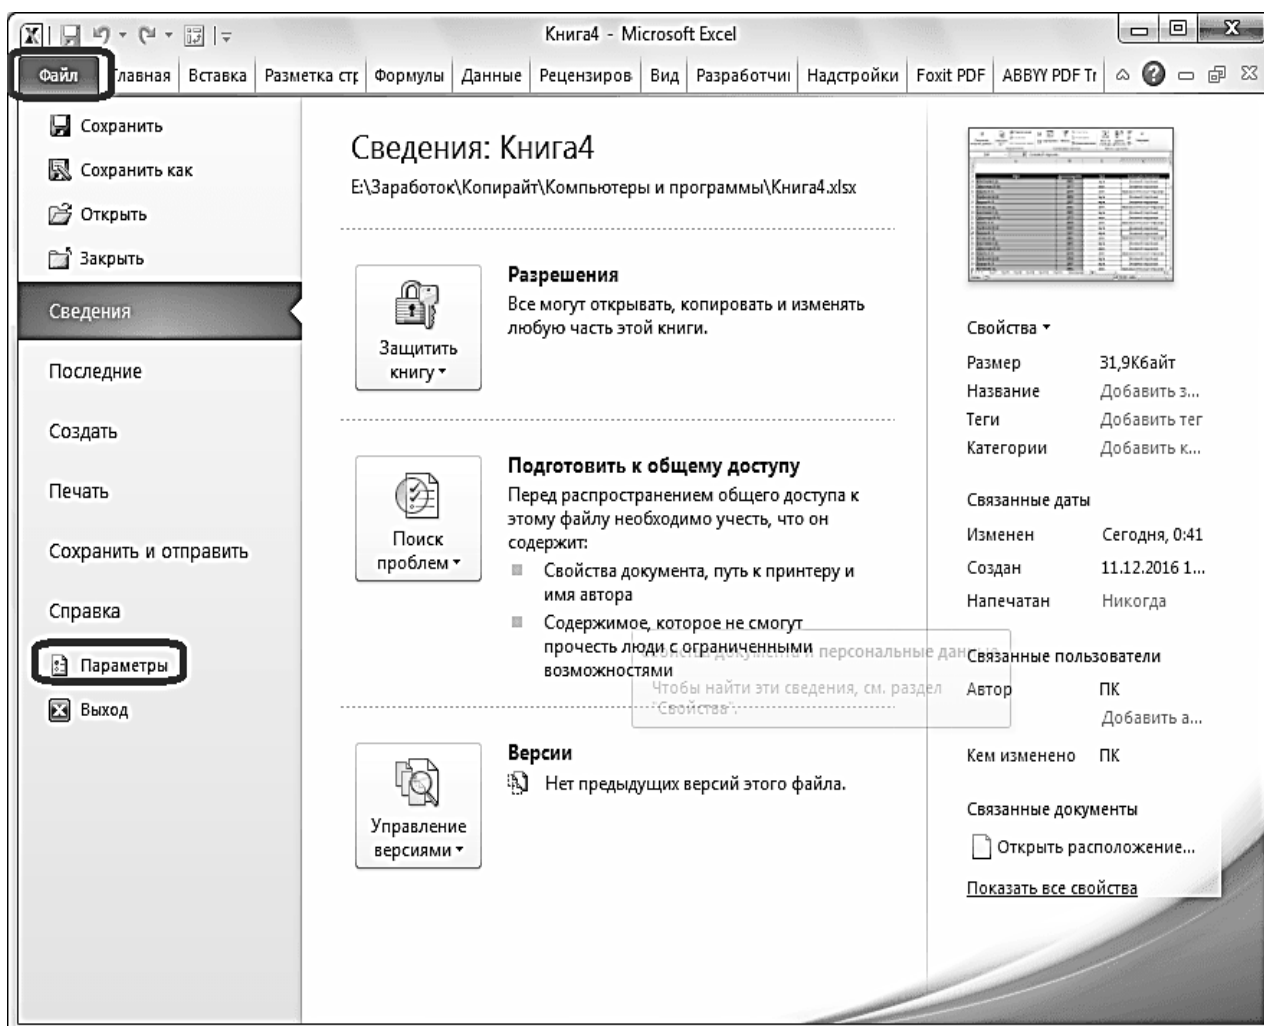 Книга4 - Microsoft Excel
Файл лавная Вставка Разметка стр Формулы Данные Рецензиров Вид Разработчи Надстройки Foxit PDF ABBYY PDF Tr
Сохранить
Сохранить как
Открыть
Закрыть
Сведения
Последние
Создать
Печать
Сохранить и отправить
Справка
Параметры
Выход
Сведения: Книга4
E:\Заработок\Копирайт\Компьютеры и программы\Книга4.xlsx
Защитить
книгу
Разрешения
Все могут открывать, копировать и изменять
любую часть этой книги.
Поиск
проблем
Подготовить к общему доступу
Перед распространением общего доступа к
этому файлу необходимо учесть, что он
содержит:
Свойства документа, путь к принтеру и
имя автора
Содержимое, которое не смогут
прочесть люди с ограниченными
возможностями
Свойства документа и персональные данные
Чтобы найти эти сведения, см. раздел
"Свойства".
Управление
версиями
Версии
Нет предыдущих версий этого файла.
Свойства
Размер 31,9Кбайт
Название Добавить з...
Теги Добавить тег
Категории Добавить к...
Связанные даты
Изменен Сегодня, 0:41
Создан 11.12.2016 1...
Напечатан Никогда
Связанные пользователи
Автор ПК
Добавить а...
Кем изменено ПК
Связанные документы
Открыть расположение...
Показать все свойства